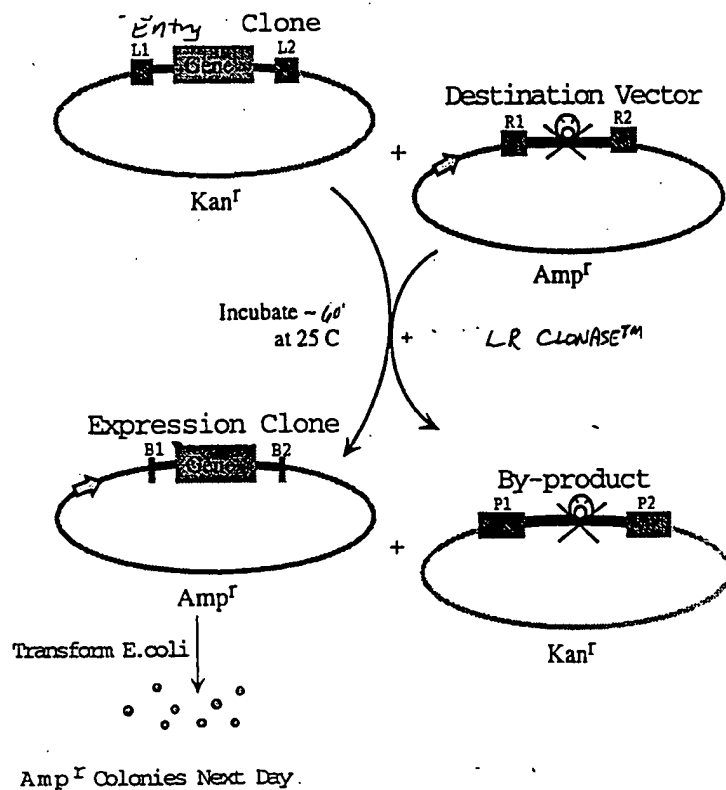 Entry Clone
L1 Gene L2
Destination Vector
R1 R2
+
Kanr
Ampr
Incubate ~ 60'
at 25 C
+ LR CLONASE™
Expression Clone
B1 Gene B2
By-product
P1 P2
+
Ampr
Kanr
Transform E.coli
Ampr Colonies Next Day.